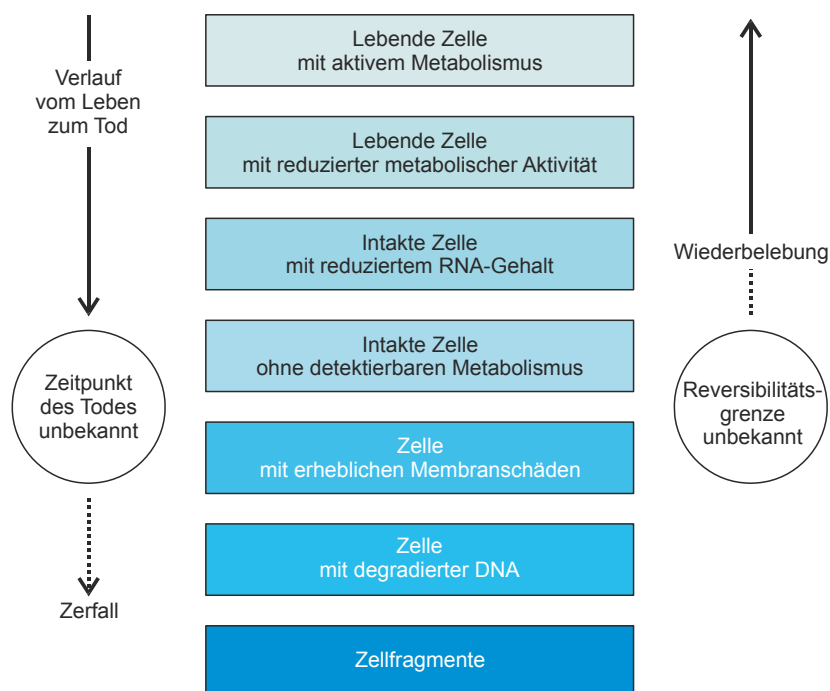 Verlauf
vom Leben
zum Tod
Zeitpunkt
des Todes
unbekannt
Zerfall
Lebende Zelle
mit aktivem Metabolismus
Lebende Zelle
mit reduzierter metabolischer Aktivität
Intakte Zelle
mit reduziertem RNA-Gehalt
Intakte Zelle
ohne detektierbaren Metabolismus
Zelle
mit erheblichen Membranschäden
Zelle
mit degradierter DNA
Zellfragmente
Wiederbelebung
Reversibilitäts-
grenze
unbekannt